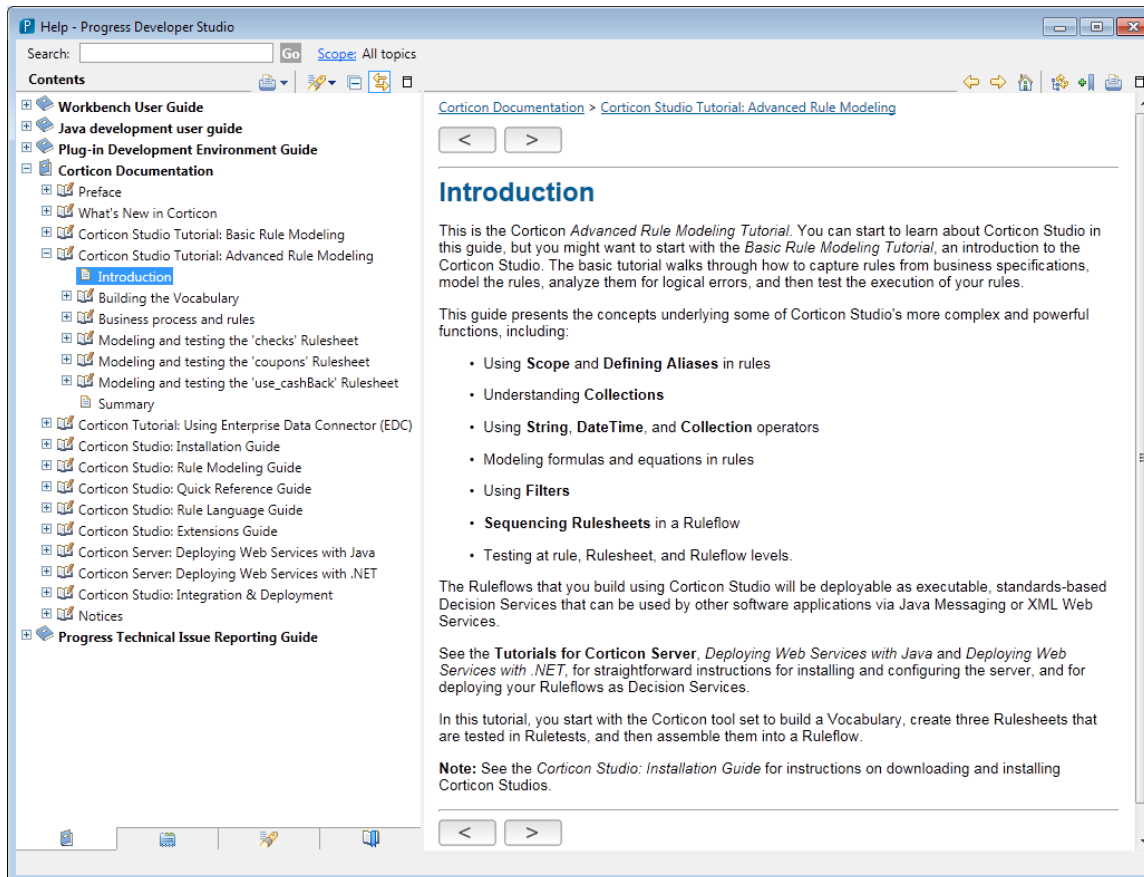 Help - Progress Developer Studio
Search:
Go
Scope: All topics
Contents
Workbench User Guide
Java development user guide
Plug-in Development Environment Guide
Corticon Documentation
Preface
What's New in Corticon
Corticon Studio Tutorial: Basic Rule Modeling
Corticon Studio Tutorial: Advanced Rule Modeling
Introduction
Building the Vocabulary
Business process and rules
Modeling and testing the 'checks' Rulesheet
Modeling and testing the 'coupons' Rulesheet
Modeling and testing the 'use_cashBack' Rulesheet
Summary
Corticon Tutorial: Using Enterprise Data Connector (EDC)
Corticon Studio: Installation Guide
Corticon Studio: Rule Modeling Guide
Corticon Studio: Quick Reference Guide
Corticon Studio: Rule Language Guide
Corticon Studio: Extensions Guide
Corticon Server: Deploying Web Services with Java
Corticon Server: Deploying Web Services with .NET
Corticon Studio: Integration & Deployment
Notices
Progress Technical Issue Reporting Guide
Corticon Documentation > Corticon Studio Tutorial: Advanced Rule Modeling
< >
Introduction
This is the Corticon Advanced Rule Modeling Tutorial. You can start to learn about Corticon Studio in
this guide, but you might want to start with the Basic Rule Modeling Tutorial, an introduction to the
Corticon Studio. The basic tutorial walks through how to capture rules from business specifications,
model the rules, analyze them for logical errors, and then test the execution of your rules.
This guide presents the concepts underlying some of Corticon Studio's more complex and powerful
functions, including:
• Using Scope and Defining Aliases in rules
• Understanding Collections
• Using String, DateTime, and Collection operators
• Modeling formulas and equations in rules
• Using Filters
• Sequencing Rulesheets in a Ruleflow
• Testing at rule, Rulesheet, and Ruleflow levels.
The Ruleflows that you build using Corticon Studio will be deployable as executable, standards-based
Decision Services that can be used by other software applications via Java Messaging or XML Web
Services.
See the Tutorials for Corticon Server, Deploying Web Services with Java and Deploying Web
Services with .NET, for straightforward instructions for installing and configuring the server, and for
deploying your Ruleflows as Decision Services.
In this tutorial, you start with the Corticon tool set to build a Vocabulary, create three Rulesheets that
are tested in Ruletests, and then assemble them into a Ruleflow.
Note: See the Corticon Studio: Installation Guide for instructions on downloading and installing
Corticon Studios.
< >